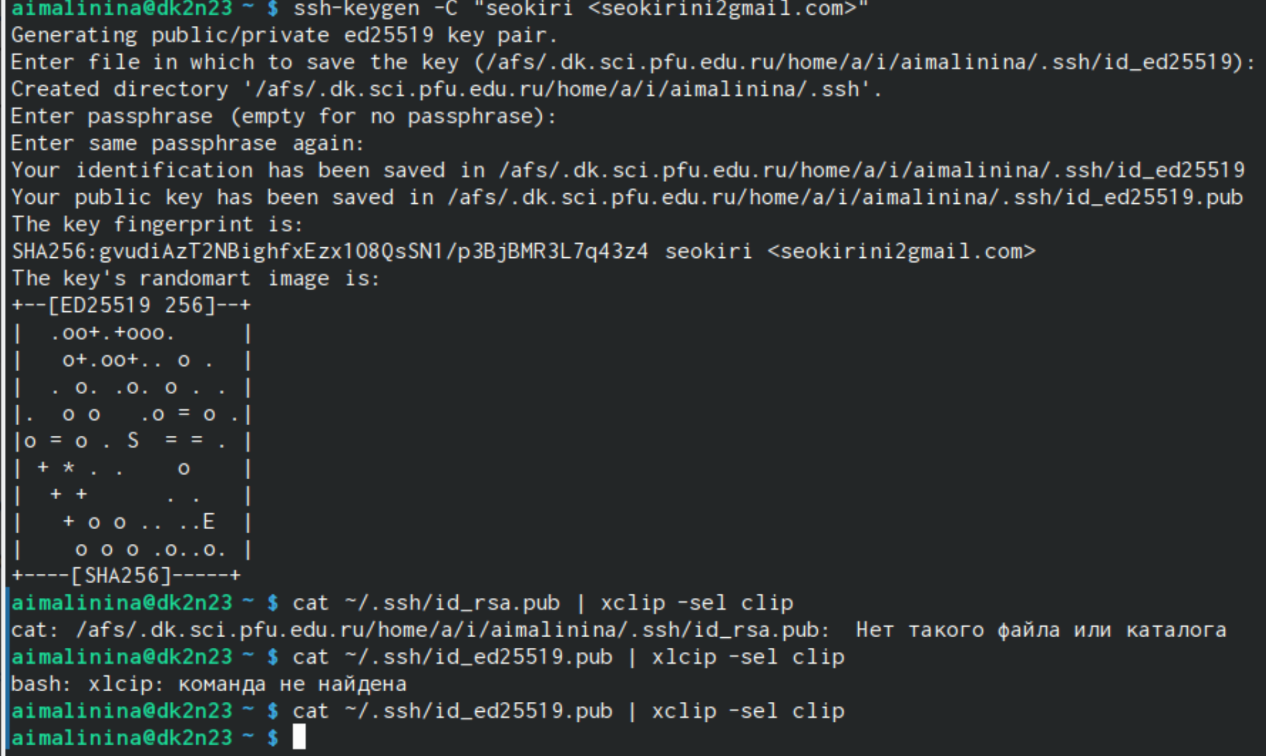 aimalinina@dk2n23 ~ $ ssh-keygen -C "seokiri <seokirini2gmail.com>"
Generating public/private ed25519 key pair.
Enter file in which to save the key (/afs/.dk.sci.pfu.edu.ru/home/a/i/aimalinina/.ssh/id_ed25519):
Created directory '/afs/.dk.sci.pfu.edu.ru/home/a/i/aimalinina/.ssh'.
Enter passphrase (empty for no passphrase):
Enter same passphrase again:
Your identification has been saved in /afs/.dk.sci.pfu.edu.ru/home/a/i/aimalinina/.ssh/id_ed25519
Your public key has been saved in /afs/.dk.sci.pfu.edu.ru/home/a/i/aimalinina/.ssh/id_ed25519.pub
The key fingerprint is:
SHA256:gvudiAzT2NBighfxEzx108QsSN1/p3BjBMR3L7q43z4 seokiri <seokirini2gmail.com>
The key's randomart image is:
+--[ED25519 256]--+
|   .oo+.+ooo.      |
|    o+.oo+.. o .   |
|   . o. .o. o . .  |
|.  o o   .o = o .|
|o = o . S  = = .  |
| + * . .    o     |
|   + +      . .    |
|    + o o .. ..E   |
|     o o o .o..o.  |
+----[SHA256]-----+
aimalinina@dk2n23 ~ $ cat ~/.ssh/id_rsa.pub | xclip -sel clip
cat: /afs/.dk.sci.pfu.edu.ru/home/a/i/aimalinina/.ssh/id_rsa.pub: Нет такого файла или каталога
aimalinina@dk2n23 ~ $ cat ~/.ssh/id_ed25519.pub | xlcip -sel clip
bash: xlcip: команда не найдена
aimalinina@dk2n23 ~ $ cat ~/.ssh/id_ed25519.pub | xclip -sel clip
aimalinina@dk2n23 ~ $